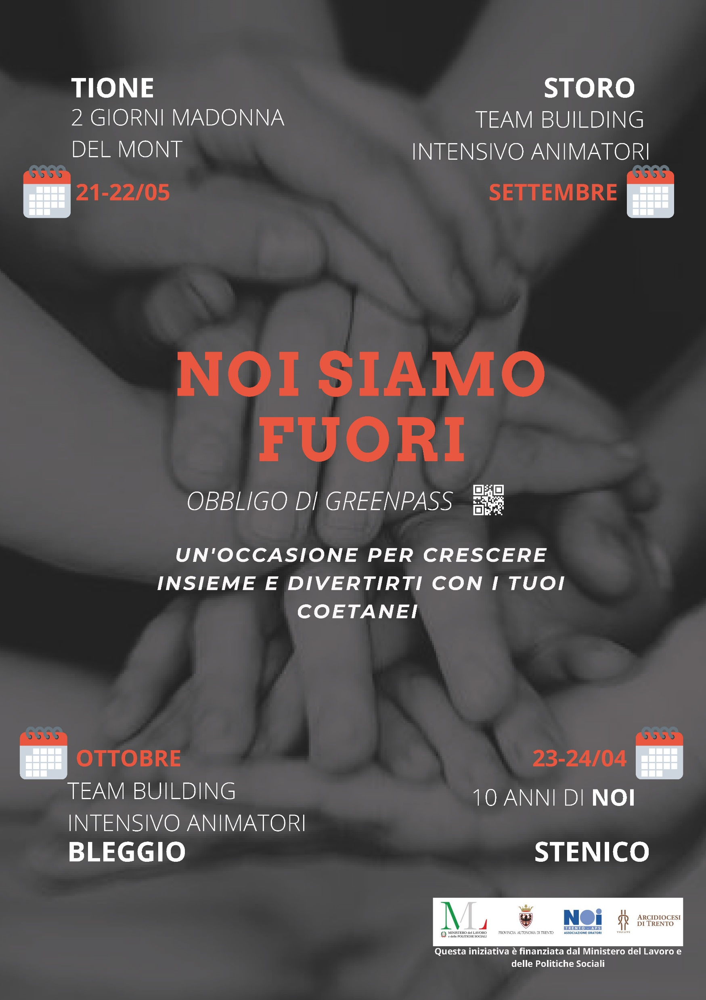 TIONE
2 GIORNI MADONNA
DEL MONT
21-22/05
STORO
TEAM BUILDING
INTENSIVO ANIMATORI
SETTEMBRE
NOI SIAMO
FUORI
OBBLIGO DI GREENPASS
UN'OCCASIONE PER CRESCERE
INSIEME E DIVERTIRTI CON I TUOI
COETANEI
OTTOBRE
TEAM BUILDING
INTENSIVO ANIMATORI
BLEGGIO
23-24/04
10 ANNI DI NOI
STENICO
ML
MINISTERO del LAVORO
e delle POLITICHE SOCIALI
PROVINCIA AUTONOMA DI TRENTO
NOi
TRENTO · APS
ASSOCIAZIONE ORATORI
VIGILIVS
ARCIDIOCESI
DI TRENTO
Questa iniziativa è finanziata dal Ministero del Lavoro e
delle Politiche Sociali